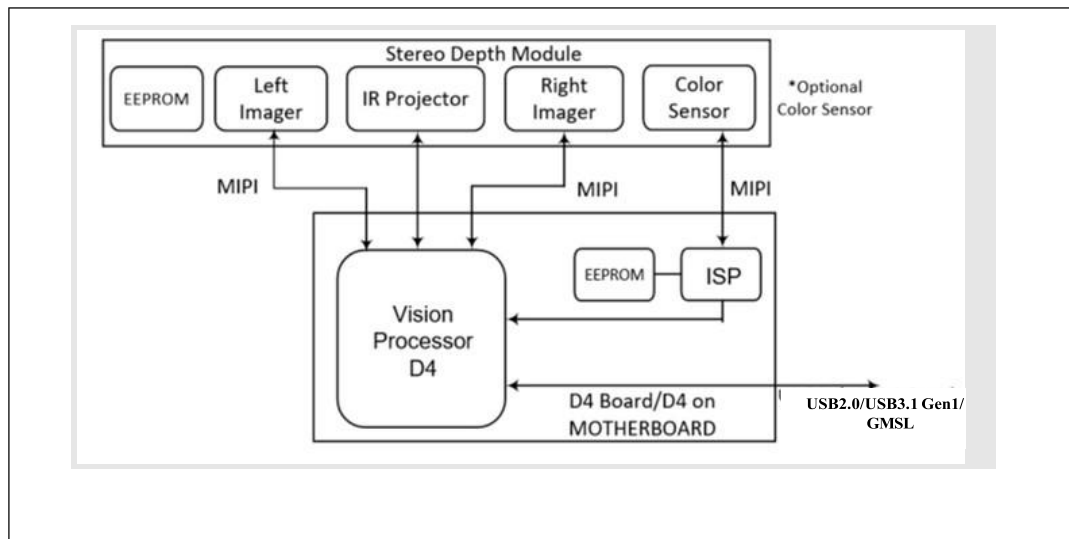 Stereo Depth Module
EEPROM
Left
Imager
IR Projector
Right
Imager
Color
Sensor
*Optional
Color Sensor
MIPI
MIPI
MIPI
Vision
Processor
D4
EEPROM
ISP
D4 Board/D4 on
MOTHERBOARD
USB2.0/USB3.1 Gen1/
GMSL